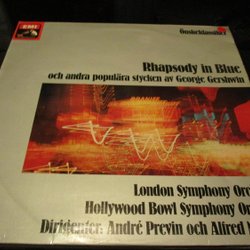 EMI
Önskeklassiker
Rhapsody in Blue
och andra populära stycken av George Gershwin
London Symphony Orc
Hollywood Bowl Symphony Or
Dirigenter: André Previn och Alfred